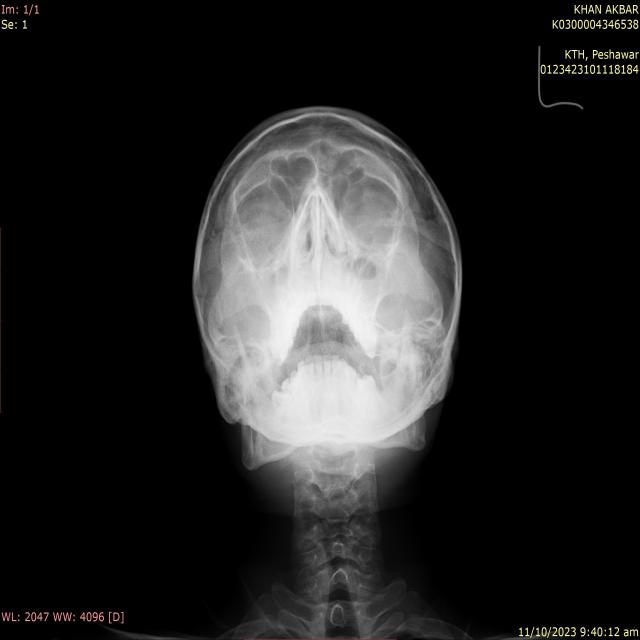 Im: 1/1
Se: 1
KHAN AKBAR
K0300004346538
KTH, Peshawar
0123423101118184
WL: 2047 WW: 4096 [D]
11/10/2023 9:40:12 am